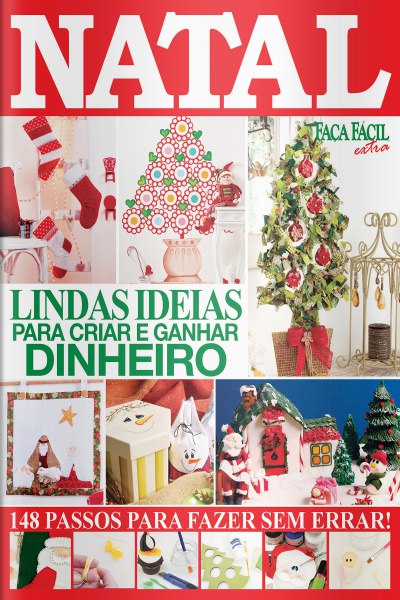 NATAL
FAÇA FÁCIL
extra
LINDAS IDEIAS
PARA CRIAR E GANHAR
DINHEIRO
148 PASSOS PARA FAZER SEM ERRAR!